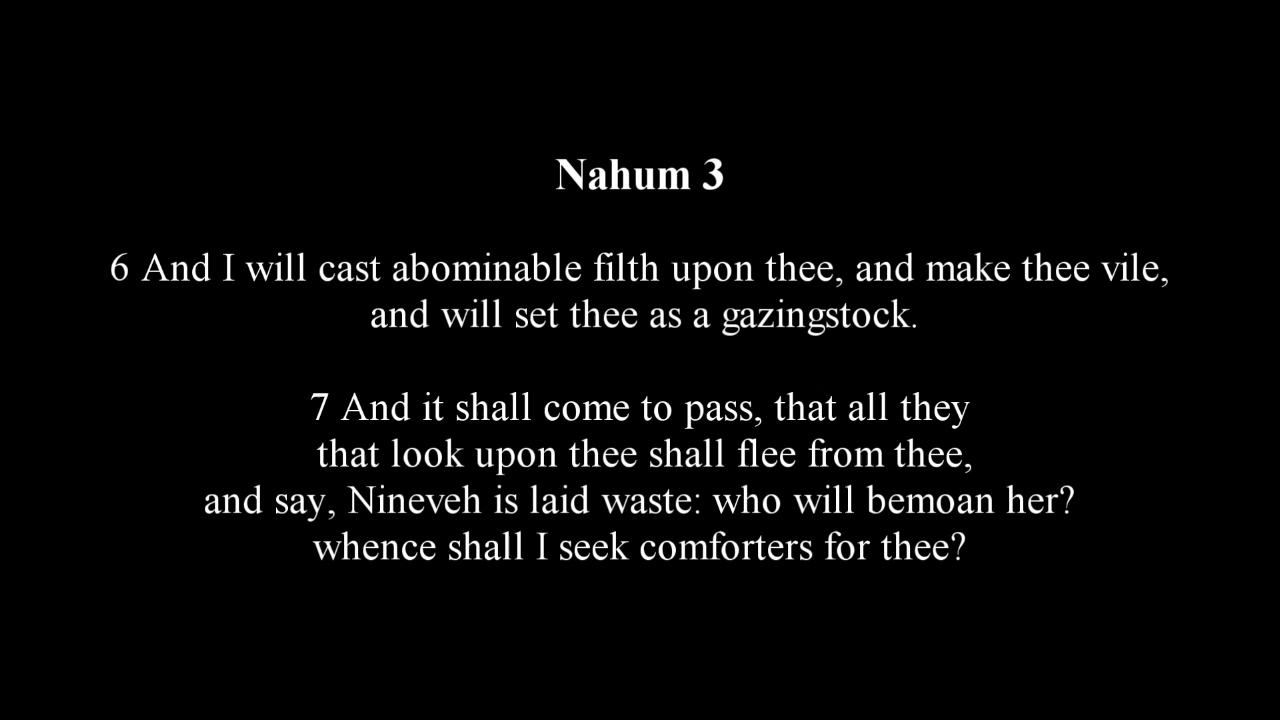 Nahum 3
6 And I will cast abominable filth upon thee, and make thee vile,
and will set thee as a gazingstock.
7 And it shall come to pass, that all they
that look upon thee shall flee from thee,
and say, Nineveh is laid waste: who will bemoan her?
whence shall I seek comforters for thee?